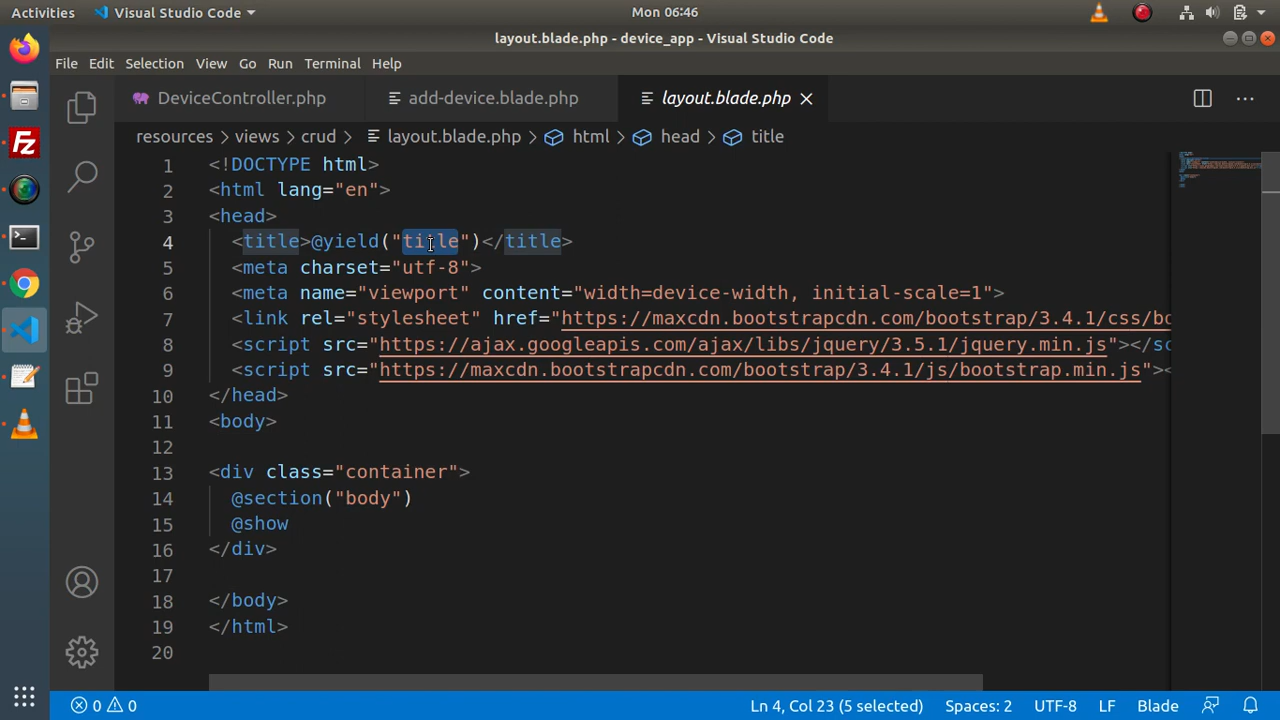 Activities Visual Studio Code Mon 06:46
layout.blade.php - device_app - Visual Studio Code
File Edit Selection View Go Run Terminal Help
DeviceController.php add-device.blade.php layout.blade.php
resources > views > crud > layout.blade.php > html > head > title
1 <!DOCTYPE html>
2 <html lang="en">
3 <head>
4 <title>@yield("title")</title>
5 <meta charset="utf-8">
6 <meta name="viewport" content="width=device-width, initial-scale=1">
7 <link rel="stylesheet" href="https://maxcdn.bootstrapcdn.com/bootstrap/3.4.1/css/bo
8 <script src="https://ajax.googleapis.com/ajax/libs/jquery/3.5.1/jquery.min.js"></sc
9 <script src="https://maxcdn.bootstrapcdn.com/bootstrap/3.4.1/js/bootstrap.min.js"><
10 </head>
11 <body>
12
13 <div class="container">
14 @section("body")
15 @show
16 </div>
17
18 </body>
19 </html>
20
0 0 Ln 4, Col 23 (5 selected) Spaces: 2 UTF-8 LF Blade